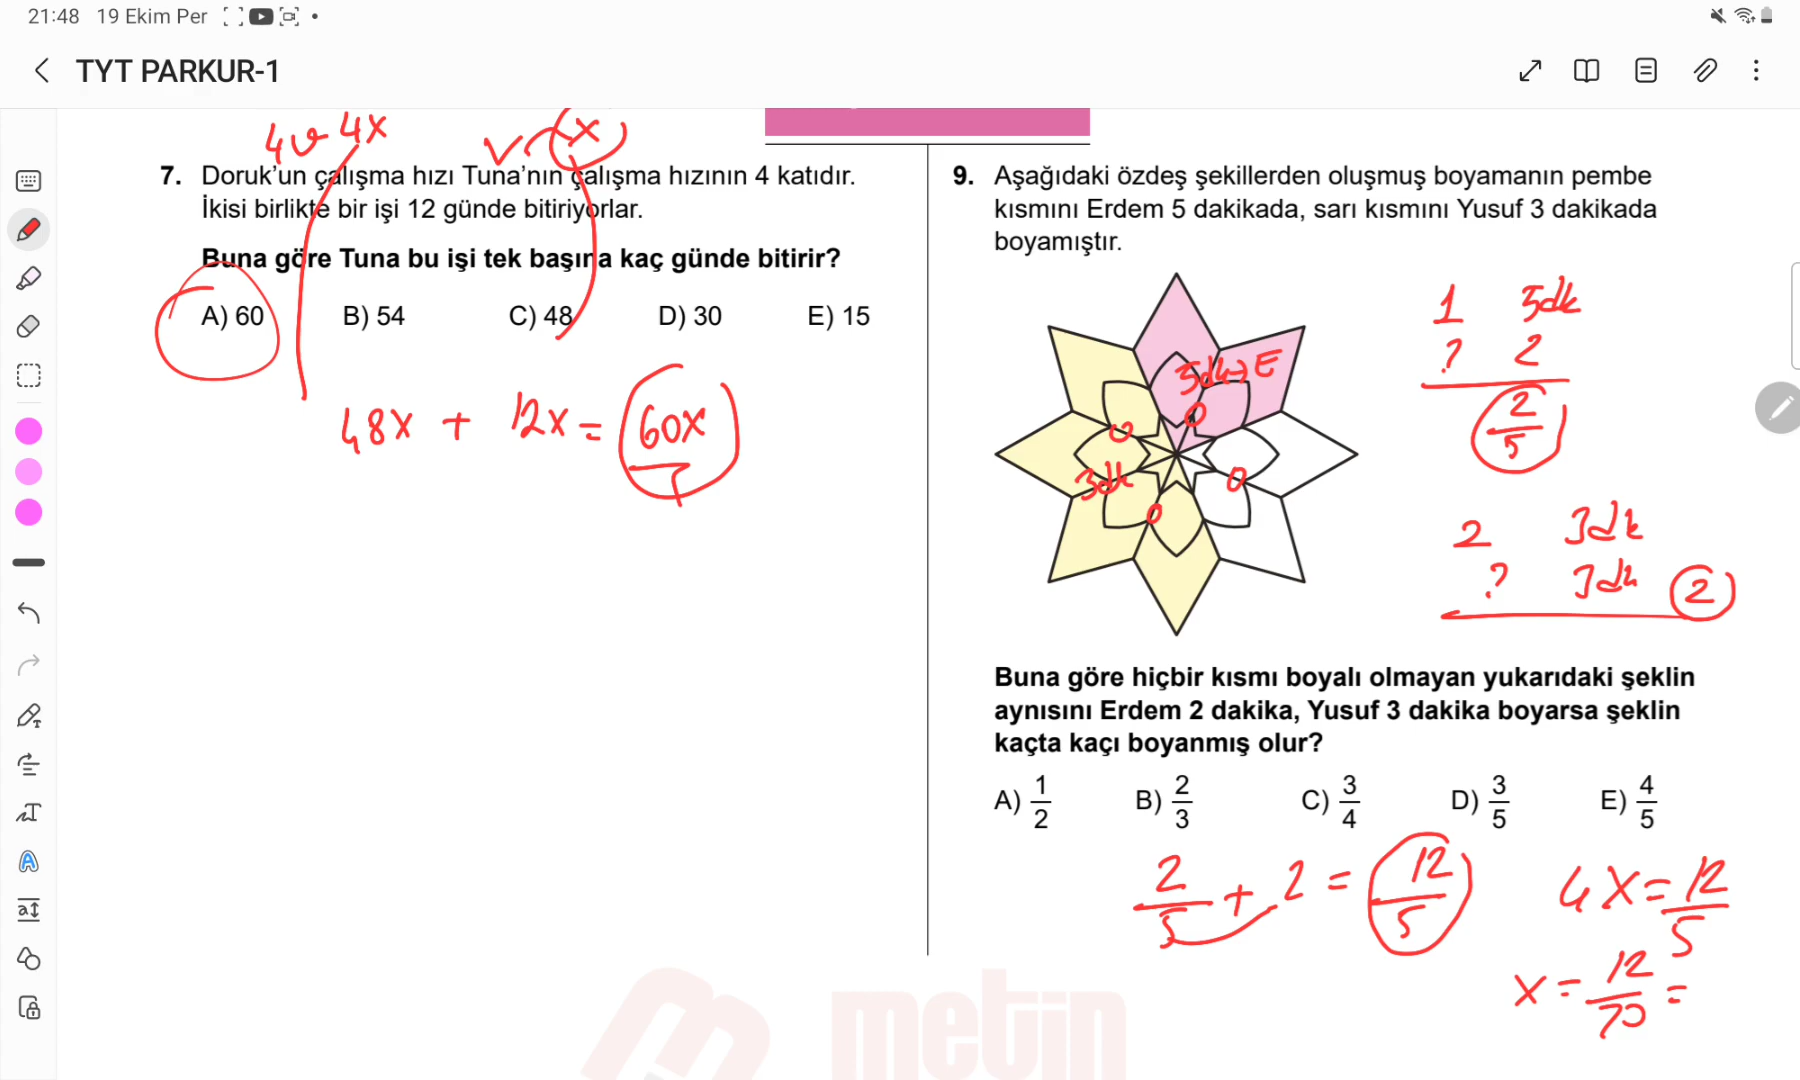 21:48 19 Ekim Per
TYT PARKUR-1
4v 4x
v x
7. Doruk'un çalışma hızı Tuna'nın çalışma hızının 4 katıdır.
İkisi birlikte bir işi 12 günde bitiriyorlar.
Buna göre Tuna bu işi tek başına kaç günde bitirir?
A) 60 B) 54 C) 48 D) 30 E) 15
48x + 12x = 60x
9. Aşağıdaki özdeş şekillerden oluşmuş boyamanın pembe
kısmını Erdem 5 dakikada, sarı kısmını Yusuf 3 dakikada
boyamıştır.
5dk→E
3dk
1 5dk
? 2
2/5
2 3dk
? 3dk 2
Buna göre hiçbir kısmı boyalı olmayan yukarıdaki şeklin
aynısını Erdem 2 dakika, Yusuf 3 dakika boyarsa şeklin
kaçta kaçı boyanmış olur?
A) 1/2 B) 2/3 C) 3/4 D) 3/5 E) 4/5
2/5 + 2 = 12/5
4x = 12/5
x = 12/20 =
metin